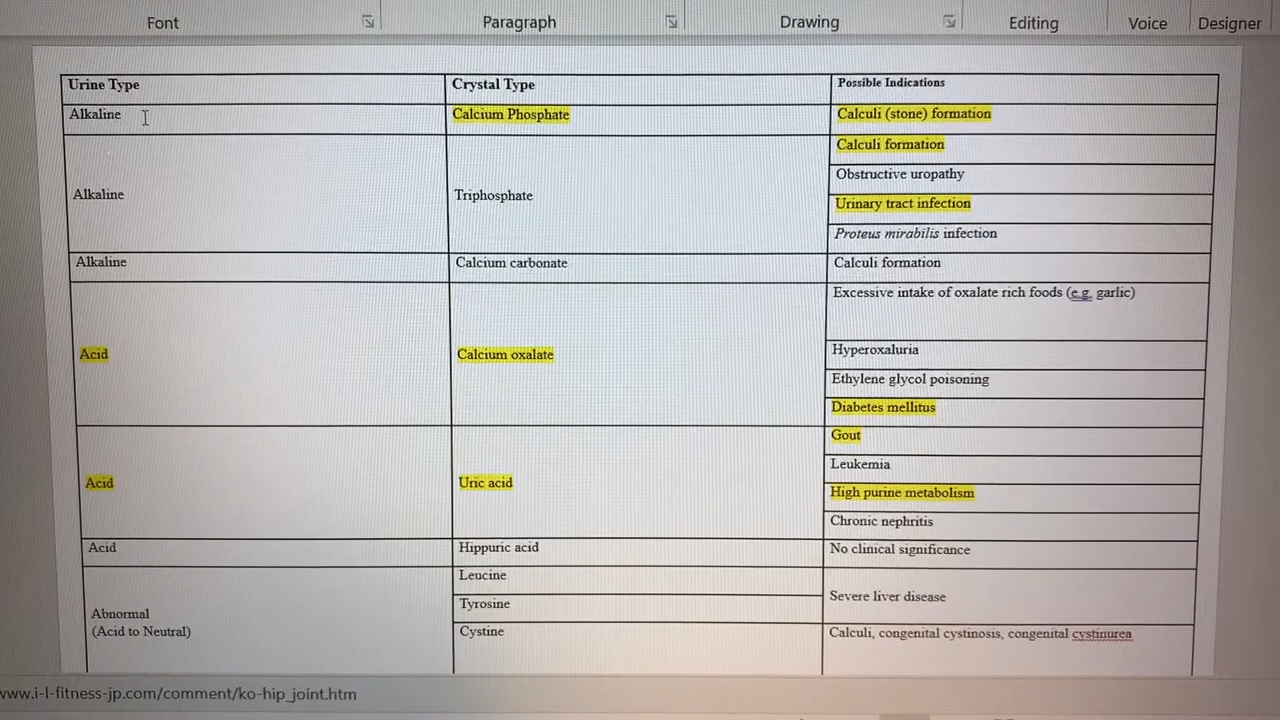 Font
Paragraph
Drawing
Editing
Voice
Designer
Urine Type
Crystal Type
Possible Indications
Alkaline
Calcium Phosphate
Calculi (stone) formation
Alkaline
Triphosphate
Calculi formation
Obstructive uropathy
Urinary tract infection
Proteus mirabilis infection
Alkaline
Calcium carbonate
Calculi formation
Acid
Calcium oxalate
Excessive intake of oxalate rich foods (e.g. garlic)
Hyperoxaluria
Ethylene glycol poisoning
Diabetes mellitus
Acid
Uric acid
Gout
Leukemia
High purine metabolism
Chronic nephritis
Acid
Hippuric acid
No clinical significance
Abnormal
(Acid to Neutral)
Leucine
Tyrosine
Severe liver disease
Cystine
Calculi, congenital cystinosis, congenital cystinurea
www.i-l-fitness-jp.com/comment/ko-hip_joint.htm